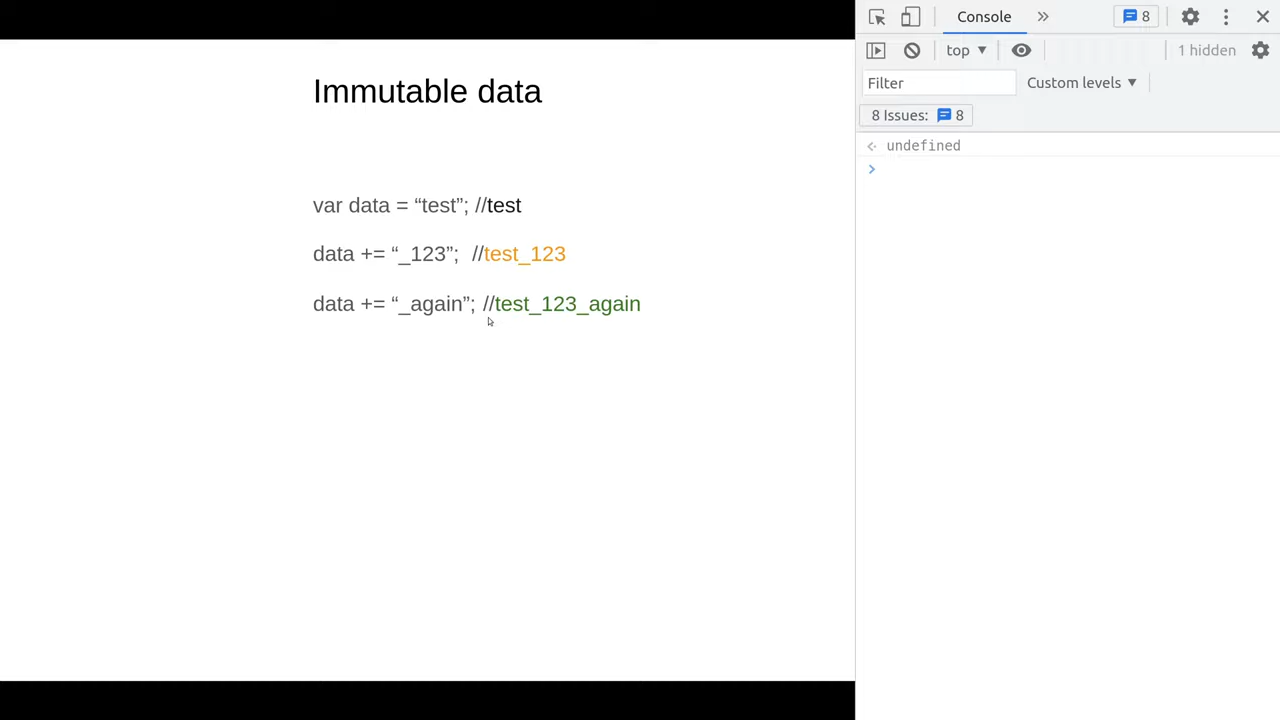 Immutable data
var data = “test”; //test
data += “_123”; //test_123
data += “_again”; //test_123_again
Console
8
top ▼
1 hidden
Filter
Custom levels ▼
8 Issues: 8
undefined